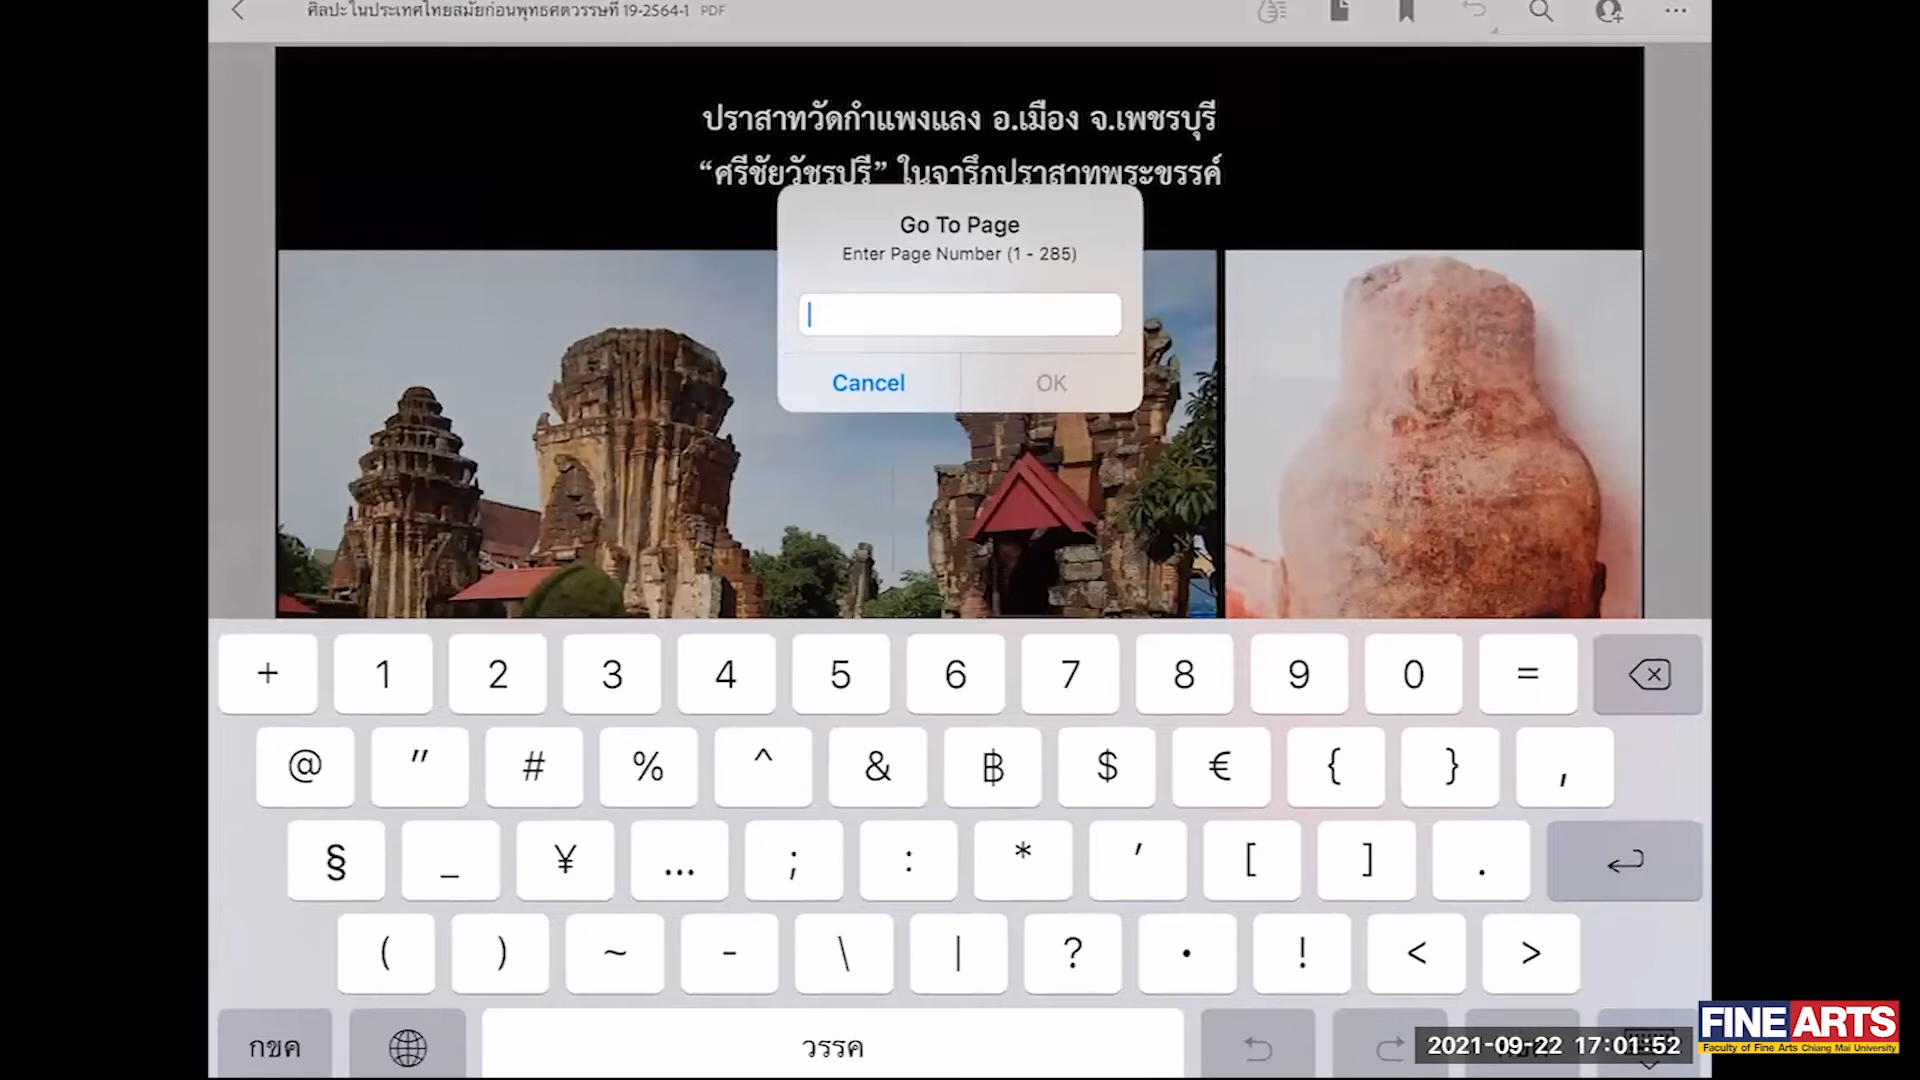 ศิลปะในประเทศไทยสมัยก่อนพุทธศตวรรษที่ 19-2564-1 PDF
ปราสาทวัดกำแพงแลง อ.เมือง จ.เพชรบุรี
“ศรีชัยวัชรปุรี” ในจารึกปราสาทพระขรรค์
Go To Page
Enter Page Number (1 - 285)
Cancel OK
+ 1 2 3 4 5 6 7 8 9 0 =
@ " # % ^ & ฿ $ € { } ,
§ _ ¥ … ; : * ' [ ] .
( ) ~ - \ | ? • ! < >
กขค วรรค
2021-09-22 17:01:52
FINE ARTS
Faculty of Fine Arts Chiang Mai University